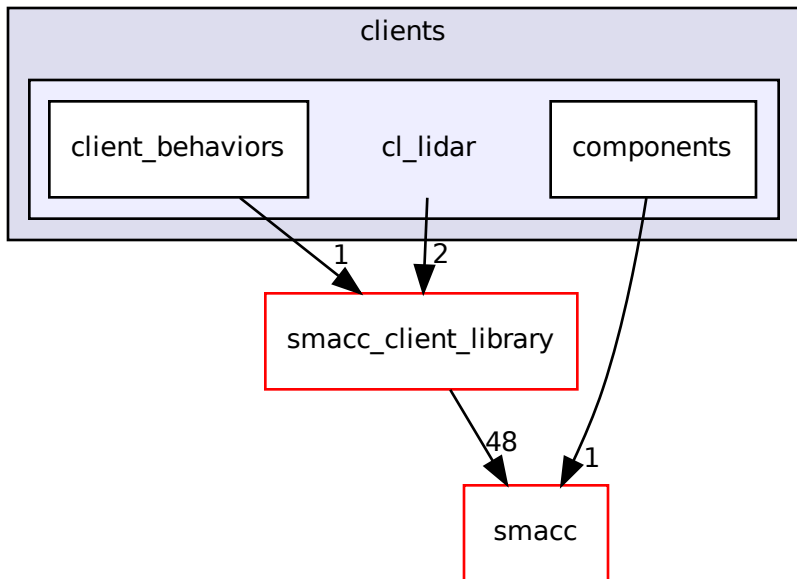 clients
client_behaviors
cl_lidar
components
1
2
smacc_client_library
48
1
smacc